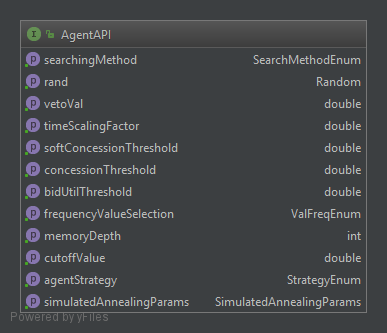 I AgentAPI
p searchingMethod SearchMethodEnum
p rand Random
p vetoVal double
p timeScalingFactor double
p softConcessionThreshold double
p concessionThreshold double
p bidUtilThreshold double
p frequencyValueSelection ValFreqEnum
p memoryDepth int
p cutoffValue double
p agentStrategy StrategyEnum
p simulatedAnnealingParams SimulatedAnnealingParams
Powered by yFiles